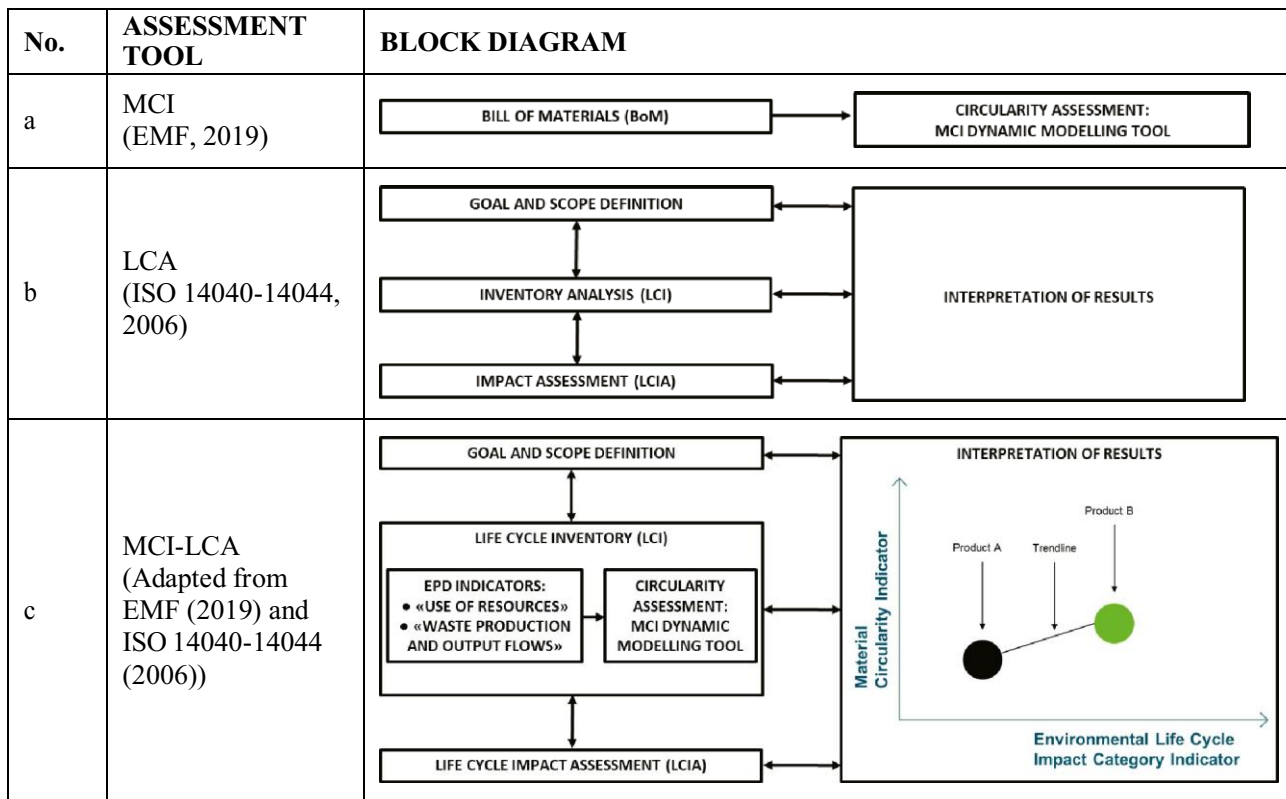 No.
ASSESSMENT
TOOL
BLOCK DIAGRAM
a
MCI
(EMF, 2019)
BILL OF MATERIALS (BoM)
CIRCULARITY ASSESSMENT:
MCI DYNAMIC MODELLING TOOL
b
LCA
(ISO 14040-14044,
2006)
GOAL AND SCOPE DEFINITION
INVENTORY ANALYSIS (LCI)
IMPACT ASSESSMENT (LCIA)
INTERPRETATION OF RESULTS
c
MCI-LCA
(Adapted from
EMF (2019) and
ISO 14040-14044
(2006))
GOAL AND SCOPE DEFINITION
LIFE CYCLE INVENTORY (LCI)
EPD INDICATORS:
● «USE OF RESOURCES»
● «WASTE PRODUCTION
AND OUTPUT FLOWS»
CIRCULARITY
ASSESSMENT:
MCI DYNAMIC
MODELLING TOOL
LIFE CYCLE IMPACT ASSESSMENT (LCIA)
INTERPRETATION OF RESULTS
Material
Circularity Indicator
Product A
Trendline
Product B
Environmental Life Cycle
Impact Category Indicator